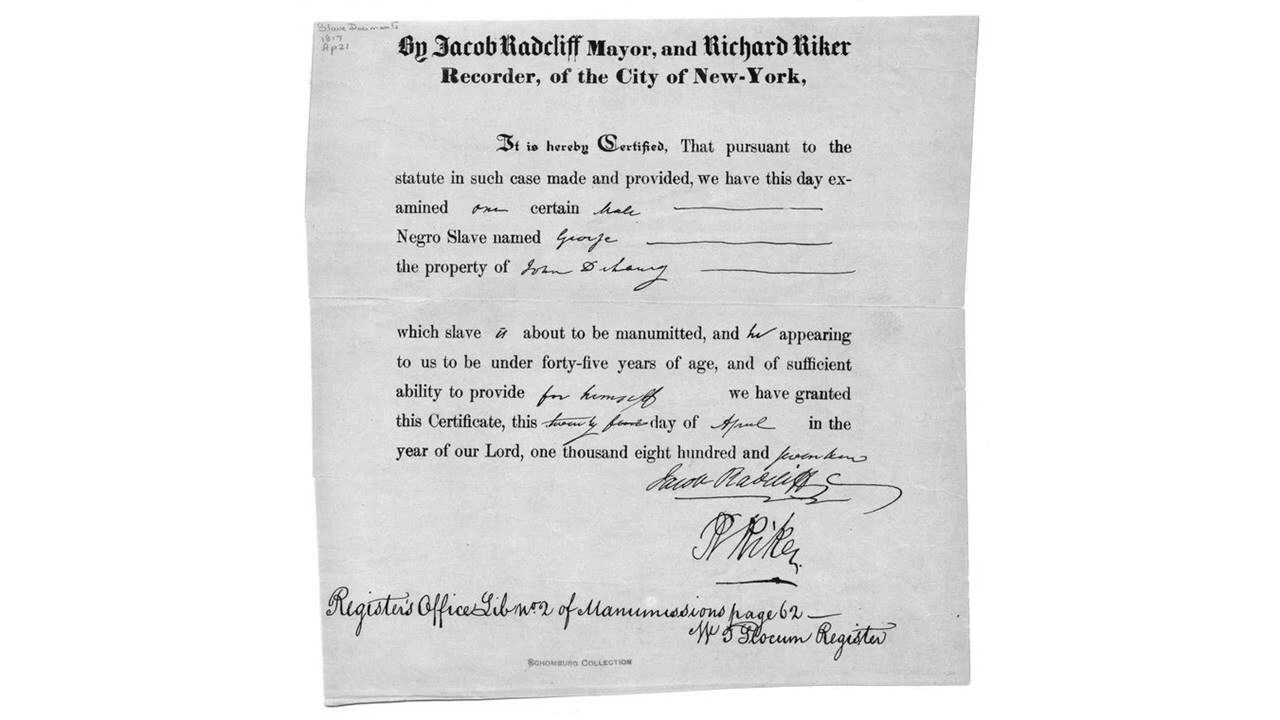 Slave Documents
1817
Ap 21
By Jacob Radcliff Mayor, and Richard Riker
Recorder, of the City of New-York,
It is hereby Certified, That pursuant to the
statute in such case made and provided, we have this day ex-
amined one certain Male
Negro Slave named George
the property of John
which slave is about to be manumitted, and he appearing
to us to be under forty-five years of age, and of sufficient
ability to provide for himself we have granted
this Certificate, this twenty first day of April in the
year of our Lord, one thousand eight hundred and seventeen
Jacob Radcliff
R Riker
Register's Office Lib No. 2 of Manumissions page 62 —
Slocum Register
SCHOMBURG COLLECTION